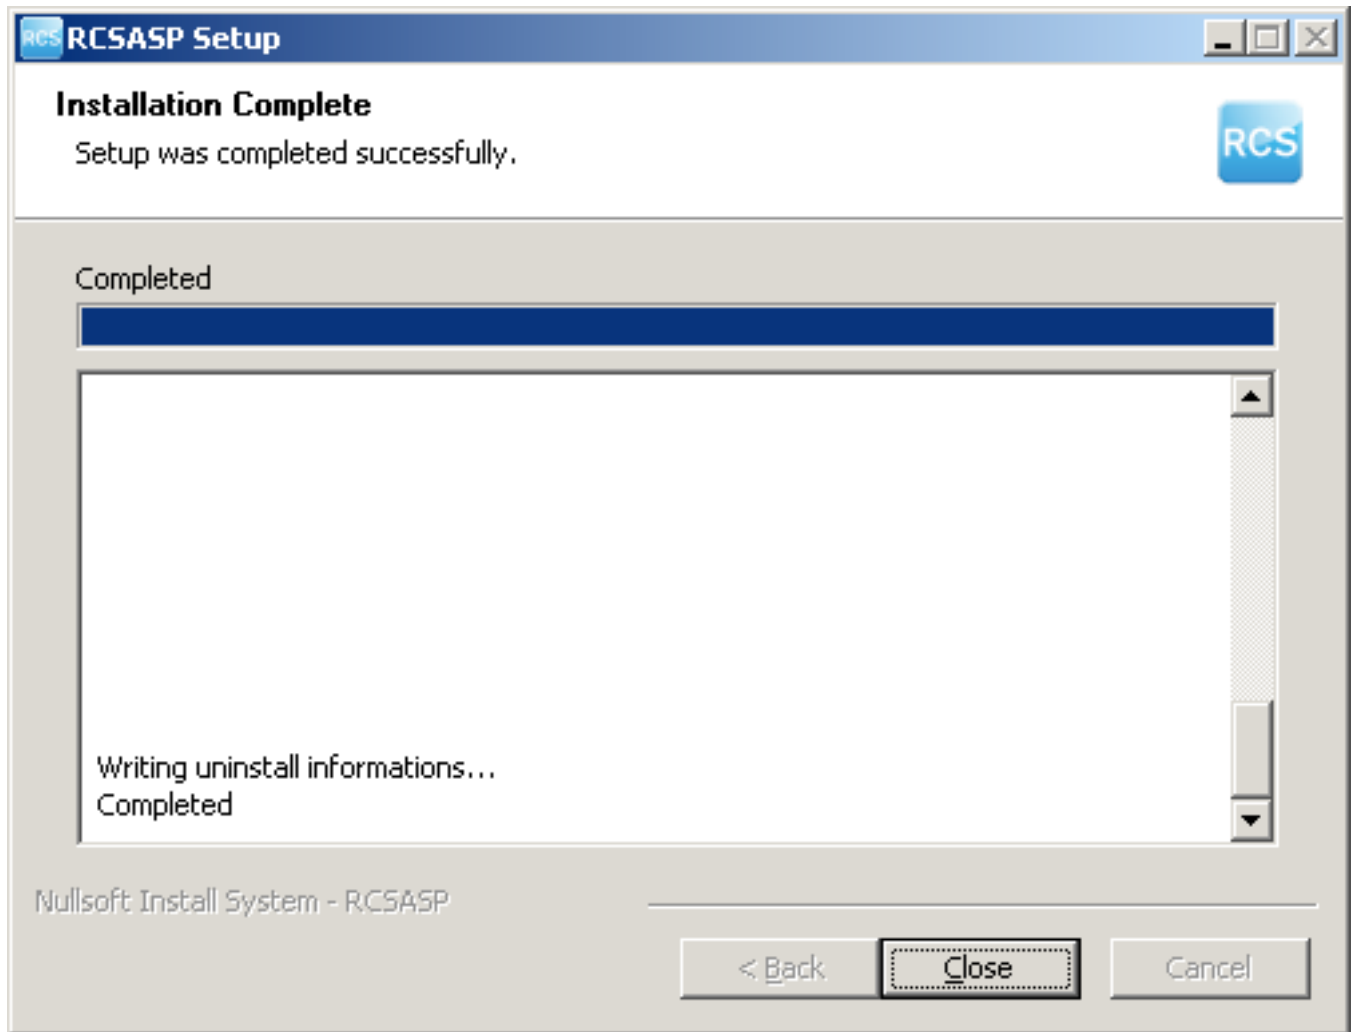 RCS RCSASP Setup
Installation Complete
Setup was completed successfully.
RCS
Completed
Writing uninstall informations...
Completed
Nullsoft Install System - RCSASP
< Back Close Cancel